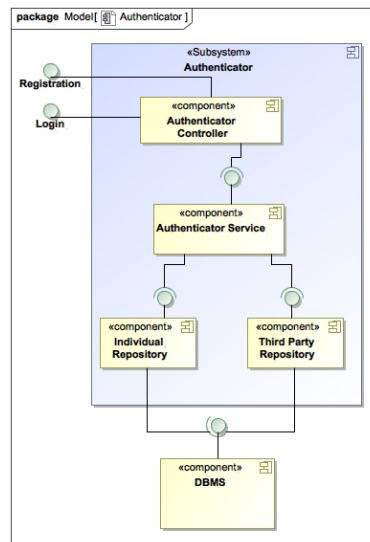 package Model[ Authenticator ]
«Subsystem»
Authenticator
Registration
Login
«component»
Authenticator
Controller
«component»
Authenticator Service
«component»
Individual
Repository
«component»
Third Party
Repository
«component»
DBMS